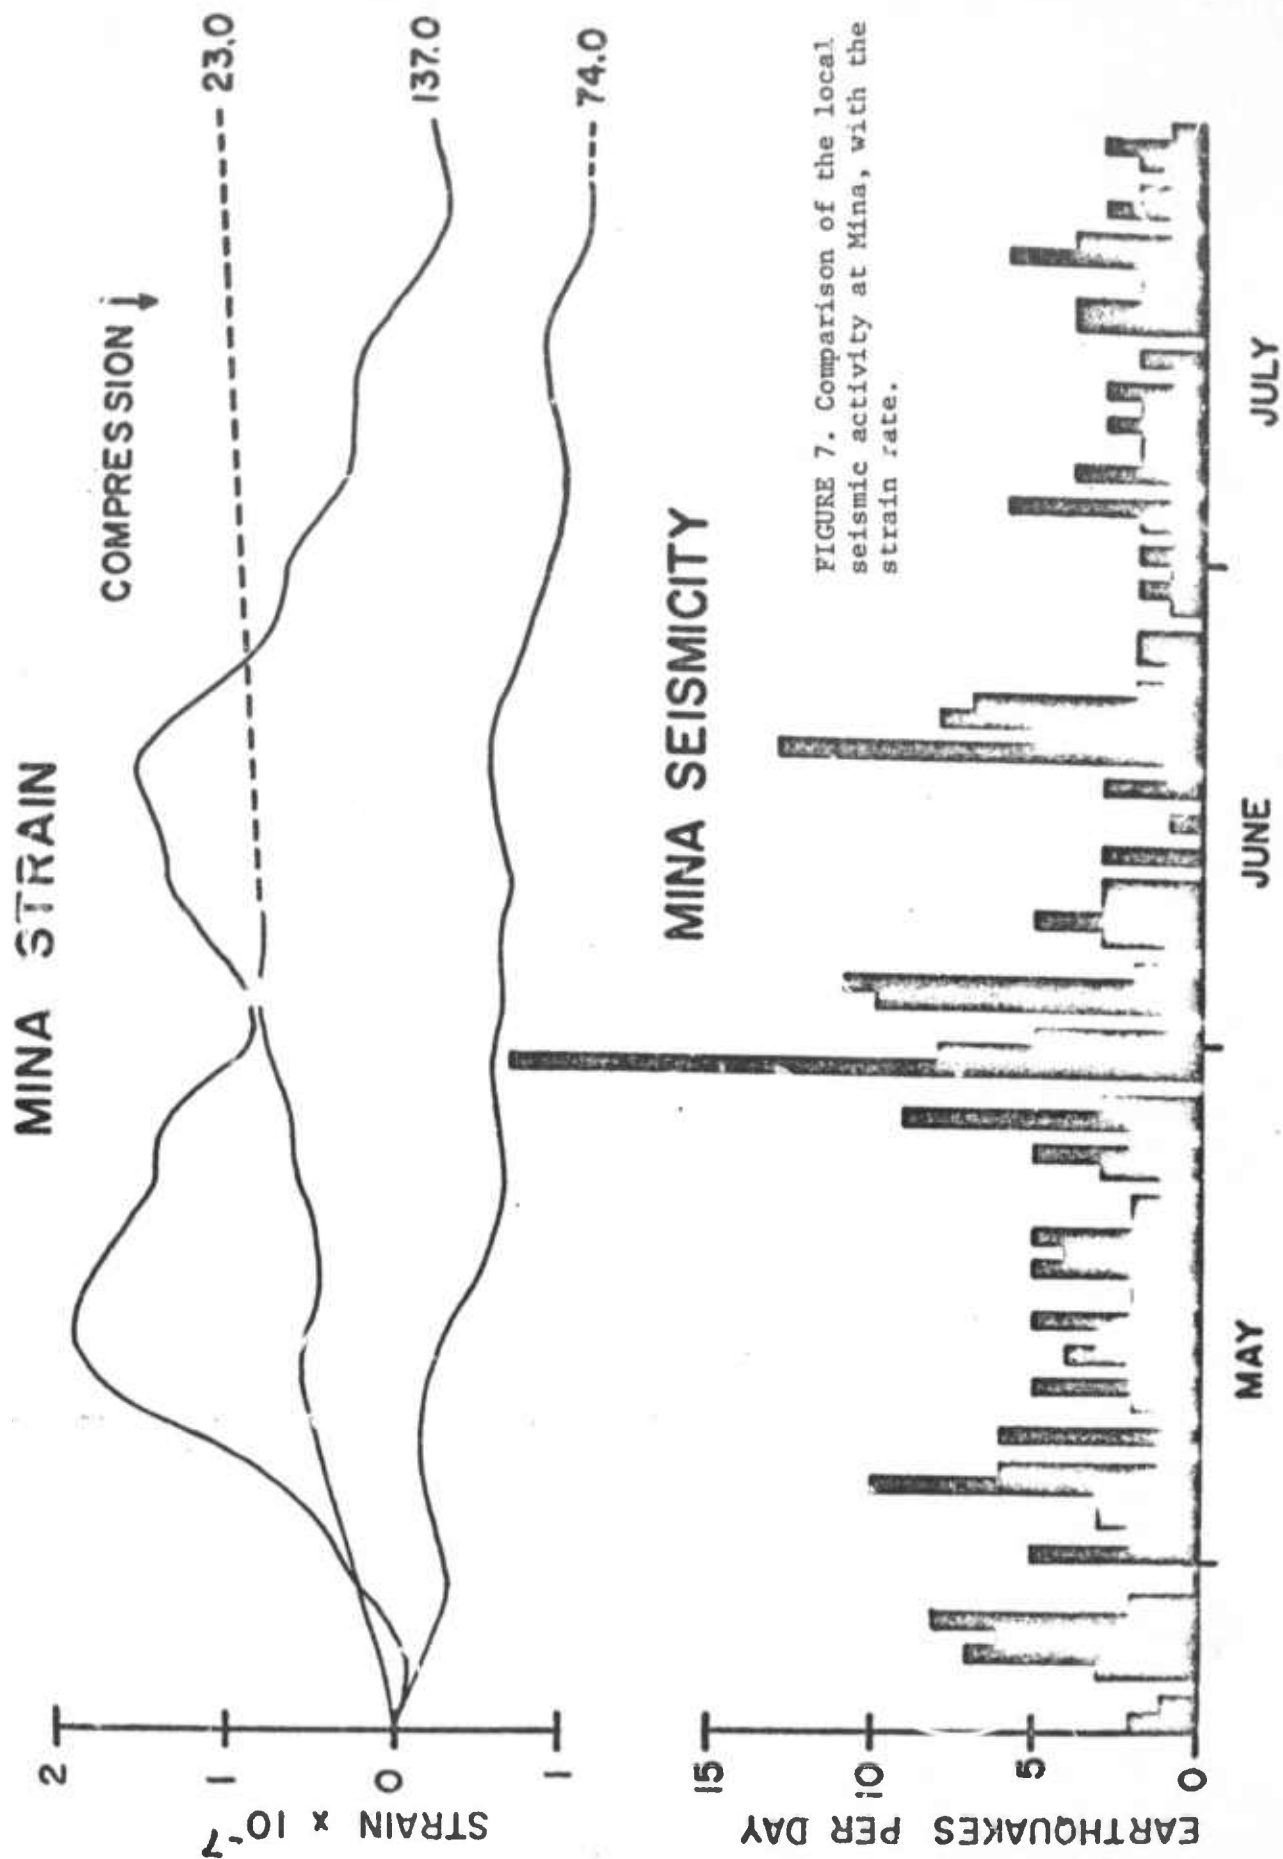 MINA STRAIN
COMPRESSION
23.0
137.0
74.0
2
1
0
1
STRAIN x 10-7
MINA SEISMICITY
FIGURE 7. Comparison of the local
seismic activity at Mina, with the
strain rate.
15
10
5
0
EARTHQUAKES PER DAY
MAY
JUNE
JULY